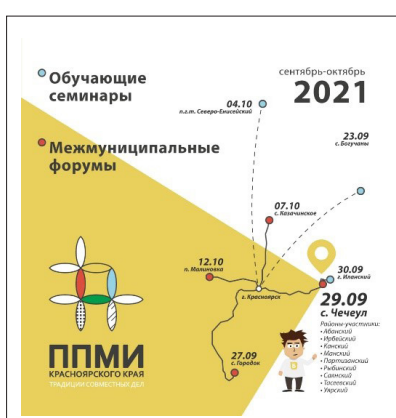 Обучающие
семинары
Межмуниципальные
форумы
сентябрь-октябрь
2021
04.10
п.г.т. Северо-Енисейский
23.09
с. Богучаны
07.10
с. Казачинское
12.10
п. Малиновка
г. Красноярск
30.09
г. Иланский
29.09
с. Чечеул
Районы-участники:
• Абанский
• Ирбейский
• Канский
• Манский
• Партизанский
• Рыбинский
• Саянский
• Тасеевский
• Уярский
27.09
с. Городок
ППМИ
КРАСНОЯРСКОГО КРАЯ
ТРАДИЦИИ СОВМЕСТНЫХ ДЕЛ